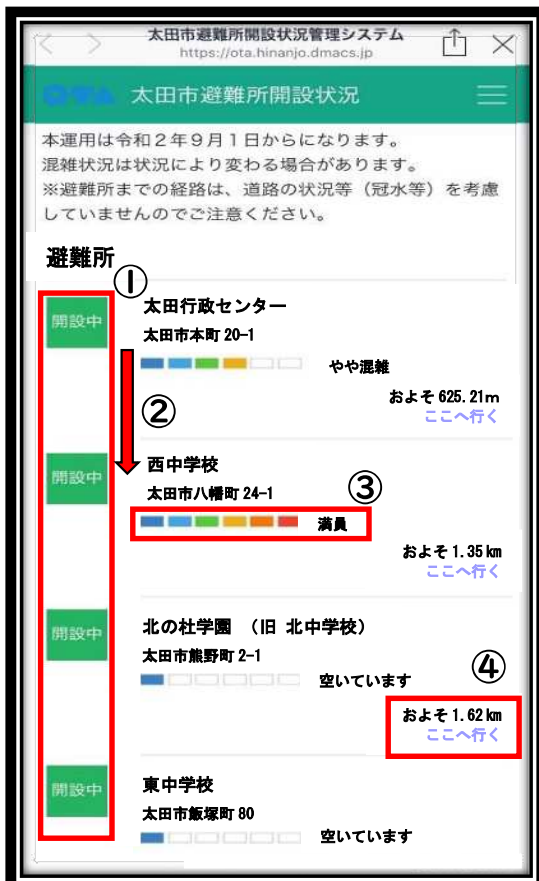 太田市避難所開設状況管理システム
https://ota.hinanjo.dmacs.jp
太田市避難所開設状況
本運用は令和2年9月1日からになります。
混雑状況は状況により変わる場合があります。
※避難所までの経路は、道路の状況等（冠水等）を考慮
していませんのでご注意ください。
避難所
①
開設中
太田行政センター
太田市本町 20-1
やや混雑
およそ 625.21m
ここへ行く
②
開設中
西中学校
太田市八幡町 24-1
③
満員
およそ 1.35 km
ここへ行く
開設中
北の杜学園 （旧 北中学校）
太田市熊野町 2-1
空いています
④
およそ 1.62 km
ここへ行く
開設中
東中学校
太田市飯塚町 80
空いています